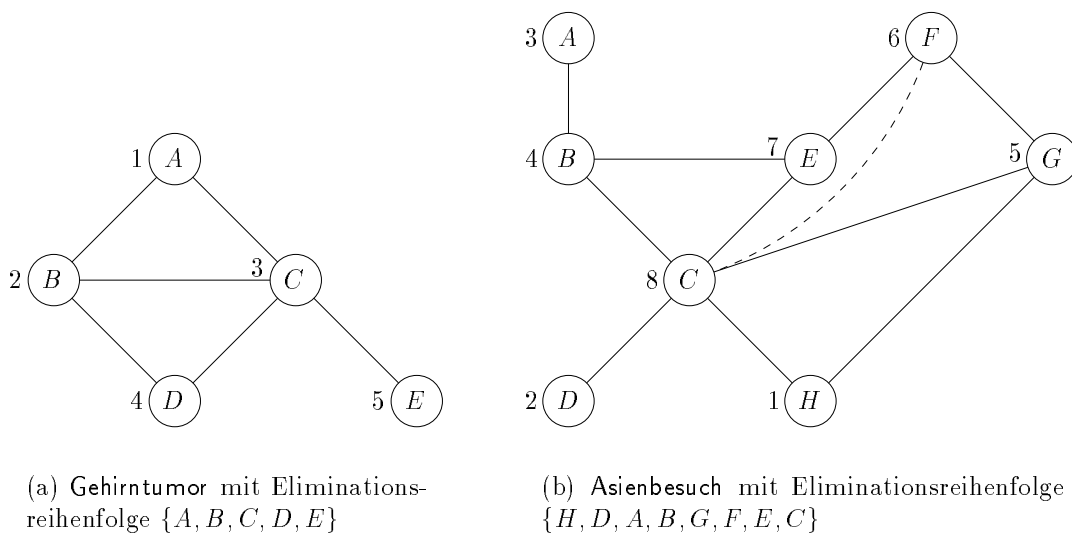 3 A
6 F
1 A
4 B
7 E
5 G
2 B
3 C
8 C
4 D
5 E
2 D
1 H
(a) Gehirntumor mit Eliminations-
reihenfolge {A, B, C, D, E}
(b) Asienbesuch mit Eliminationsreihenfolge
{H, D, A, B, G, F, E, C}